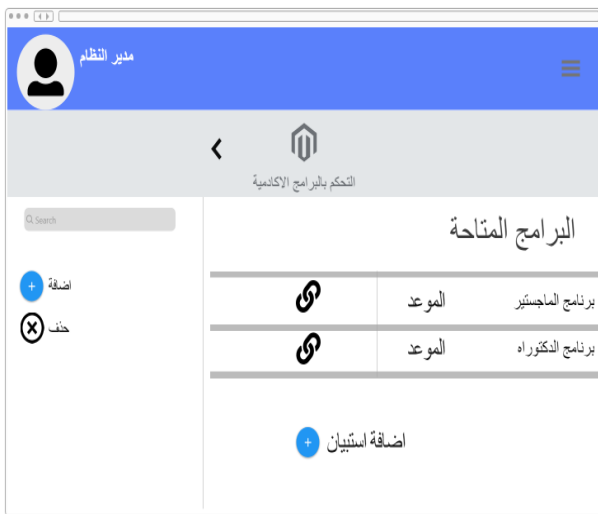 مدير النظام
التحكم بالبرامج الاكادمية
Search
البرامج المتاحة
برنامج الماجستير الموعد
برنامج الدكتوراه الموعد
اضافة
حذف
اضافة استبيان